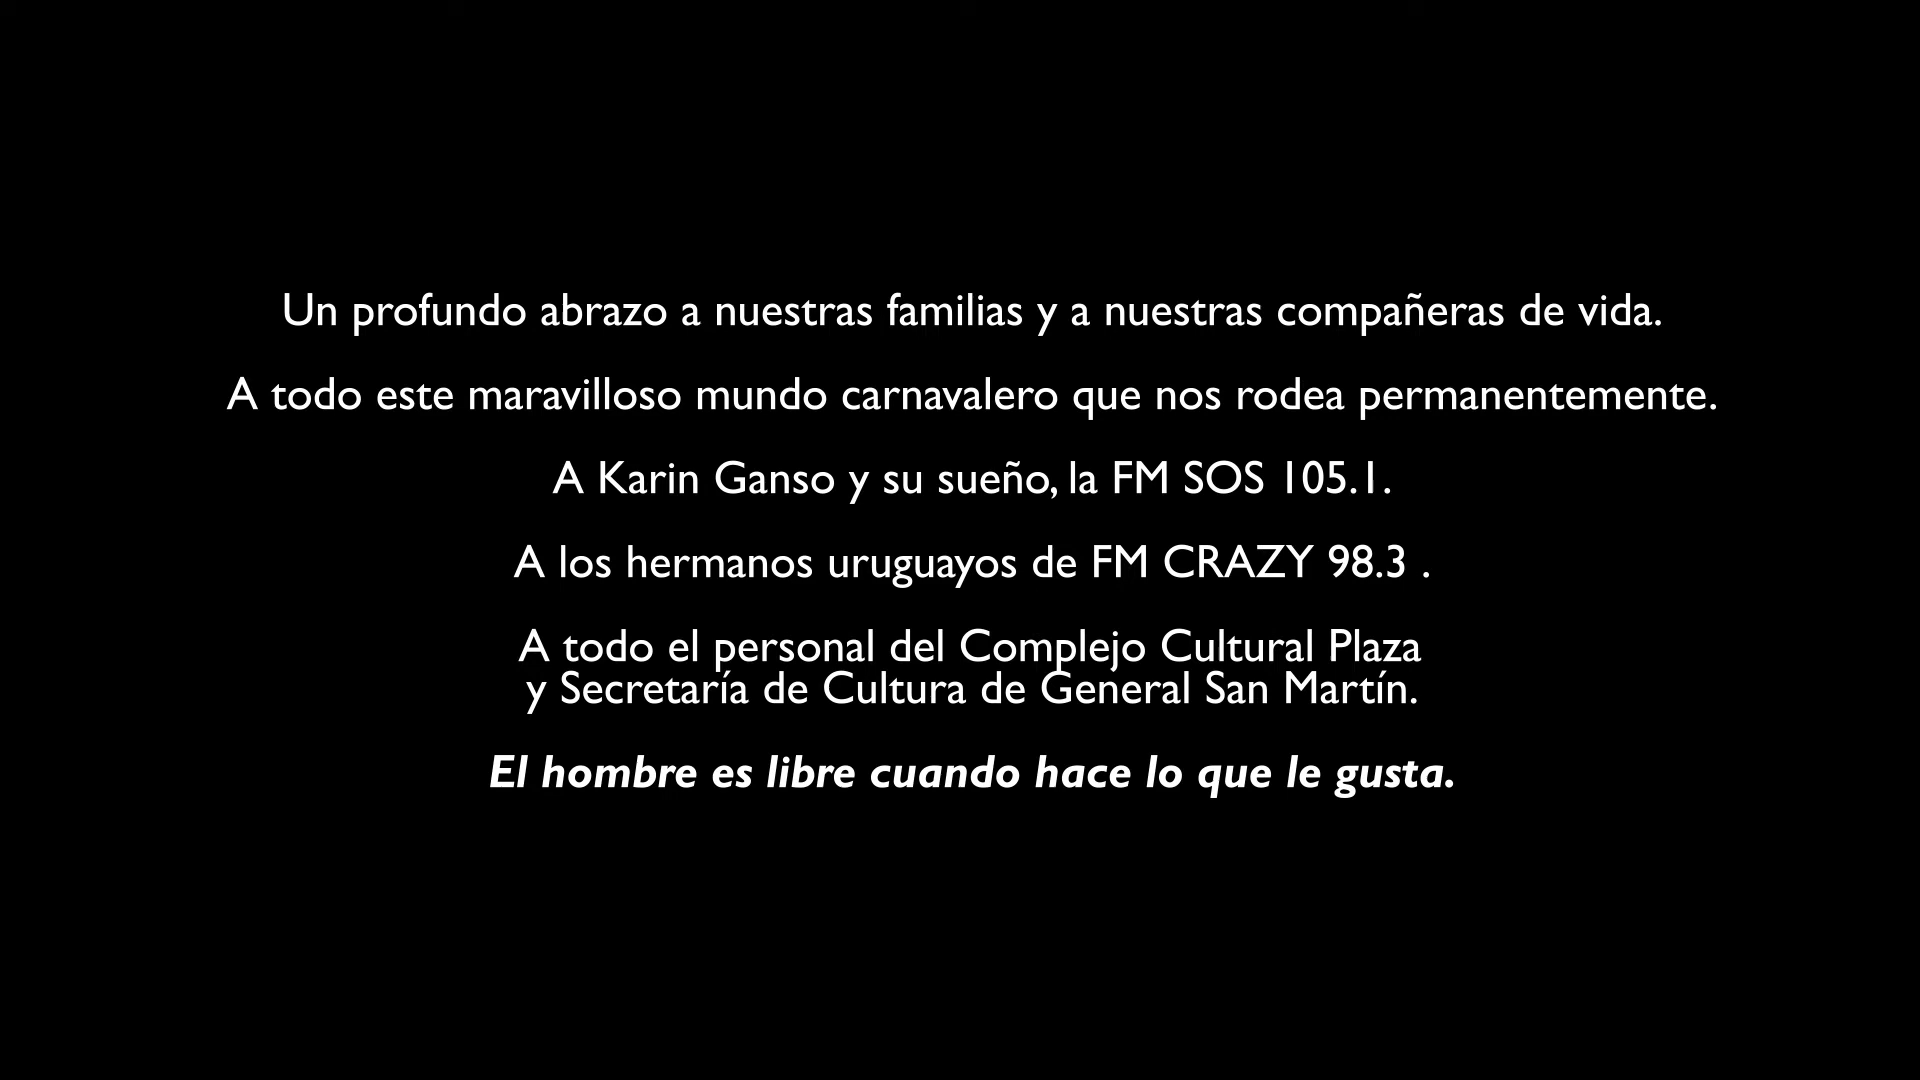 Un profundo abrazo a nuestras familias y a nuestras compañeras de vida.
A todo este maravilloso mundo carnavalero que nos rodea permanentemente.
A Karin Ganso y su sueño, la FM SOS 105.1.
A los hermanos uruguayos de FM CRAZY 98.3 .
A todo el personal del Complejo Cultural Plaza
y Secretaría de Cultura de General San Martín.
El hombre es libre cuando hace lo que le gusta.